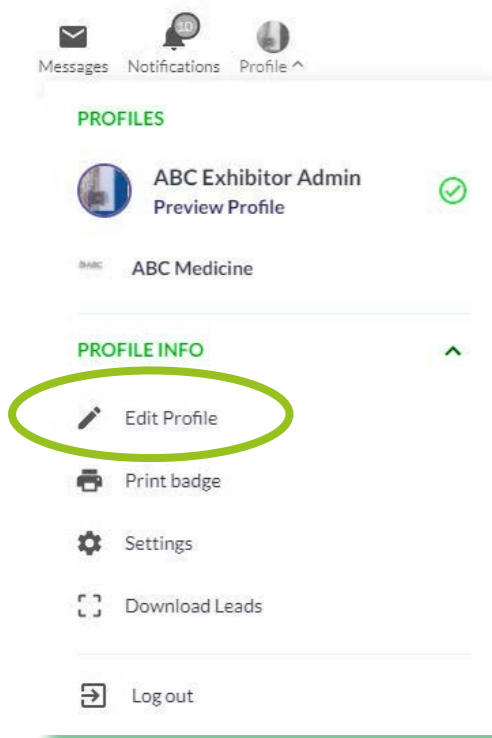 10
Messages Notifications Profile
PROFILES
ABC Exhibitor Admin
Preview Profile
ABC
ABC Medicine
PROFILE INFO
Edit Profile
Print badge
Settings
Download Leads
Log out